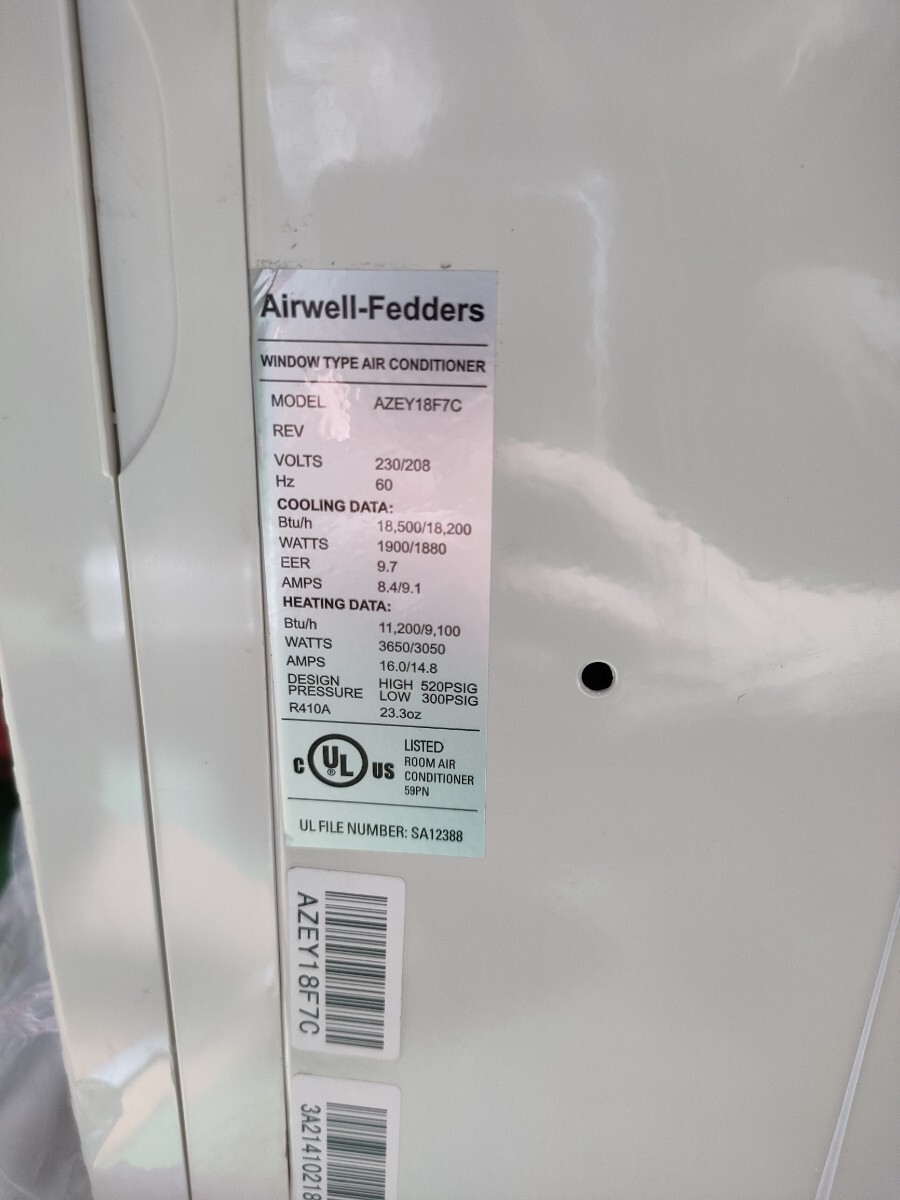 Airwell-Fedders
WINDOW TYPE AIR CONDITIONER
MODEL AZEY18F7C
REV
VOLTS 230/208
Hz 60
COOLING DATA:
Btu/h 18,500/18,200
WATTS 1900/1880
EER 9.7
AMPS 8.4/9.1
HEATING DATA:
Btu/h 11,200/9,100
WATTS 3650/3050
AMPS 16.0/14.8
DESIGN PRESSURE HIGH 520PSIG
LOW 300PSIG
R410A 23.3oz
C UL® US
LISTED
ROOM AIR
CONDITIONER
59PN
UL FILE NUMBER: SA12388
AZEY18F7C
3A21410218